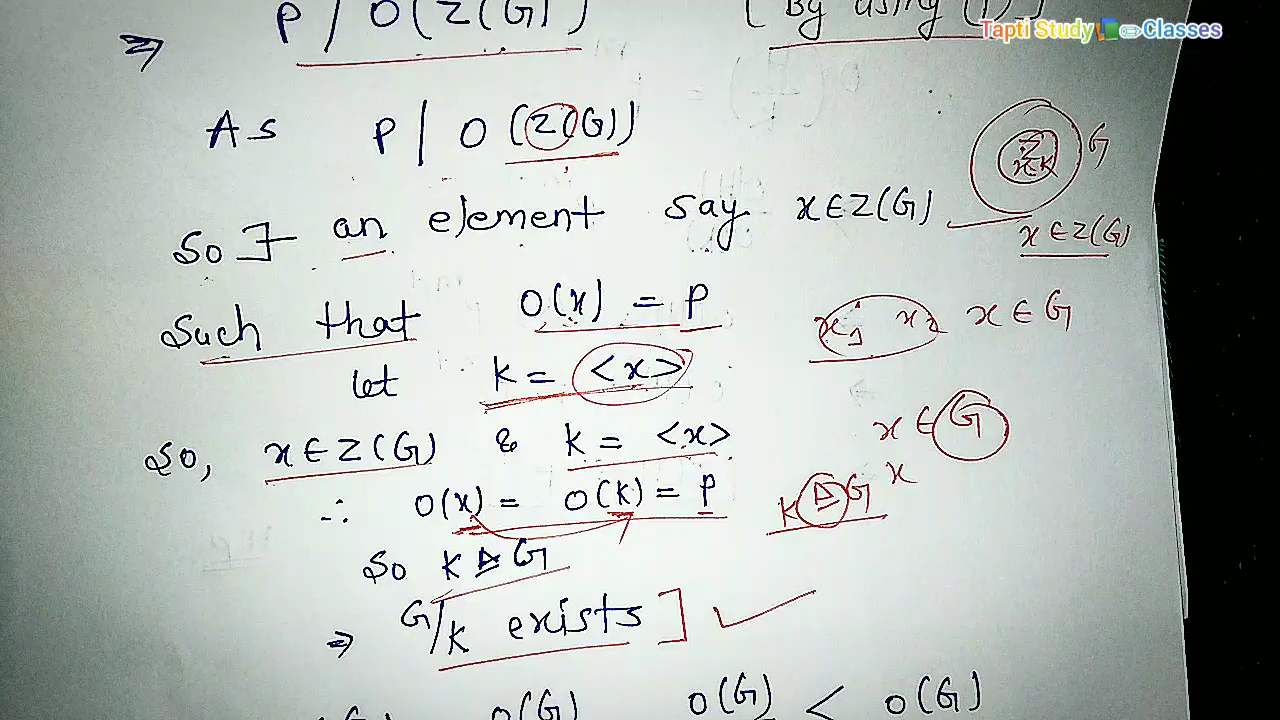 ⇒ P / O(Z(G)) [By using (1)]
Tapti Study Classes
As P / O(Z(G))
G
Z
x k
So ∃ an element say x∈Z(G)
x∈Z(G)
Such that O(x) = P
x₁ x₂ x∈G
let k = <x>
x∈G
So, x∈Z(G) & k = <x>
k ⊵ G x
∴ O(x) = O(k) = P
So k ⊵ G
⇒ G/k exists ]
O(G) O(G) < O(G)